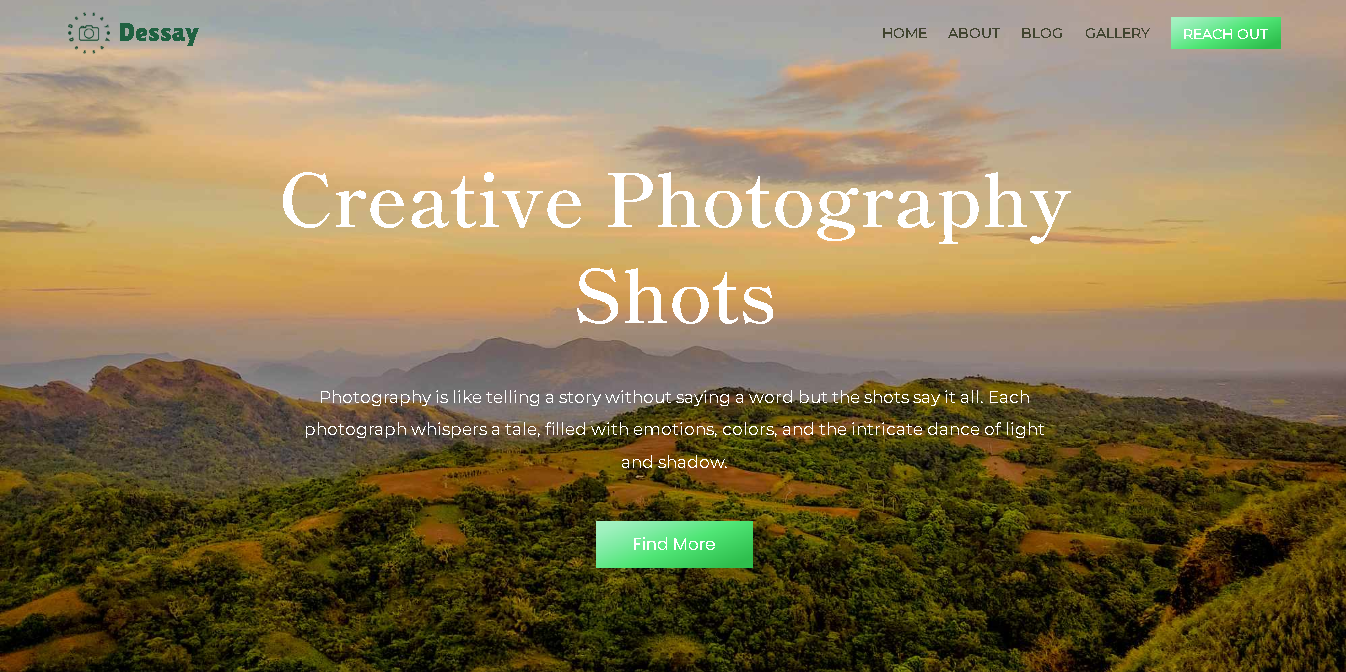 Dessay
HOME ABOUT BLOG GALLERY REACH OUT
Creative Photography
Shots
Photography is like telling a story without saying a word but the shots say it all. Each
photograph whispers a tale, filled with emotions, colors, and the intricate dance of light
and shadow.
Find More